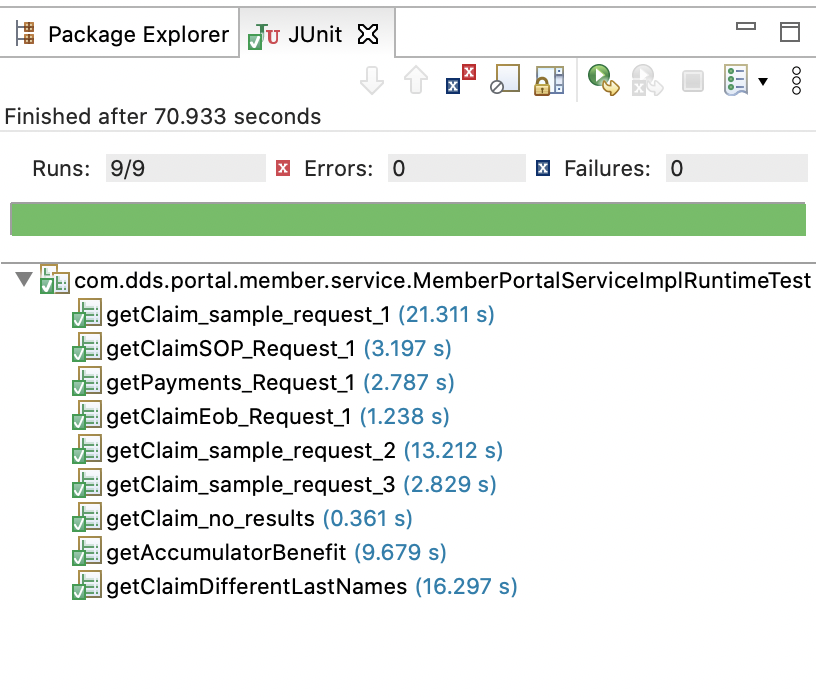 Package Explorer JUnit
Finished after 70.933 seconds
Runs: 9/9 Errors: 0 Failures: 0
com.dds.portal.member.service.MemberPortalServiceImplRuntimeTest
getClaim_sample_request_1 (21.311 s)
getClaimSOP_Request_1 (3.197 s)
getPayments_Request_1 (2.787 s)
getClaimEob_Request_1 (1.238 s)
getClaim_sample_request_2 (13.212 s)
getClaim_sample_request_3 (2.829 s)
getClaim_no_results (0.361 s)
getAccumulatorBenefit (9.679 s)
getClaimDifferentLastNames (16.297 s)